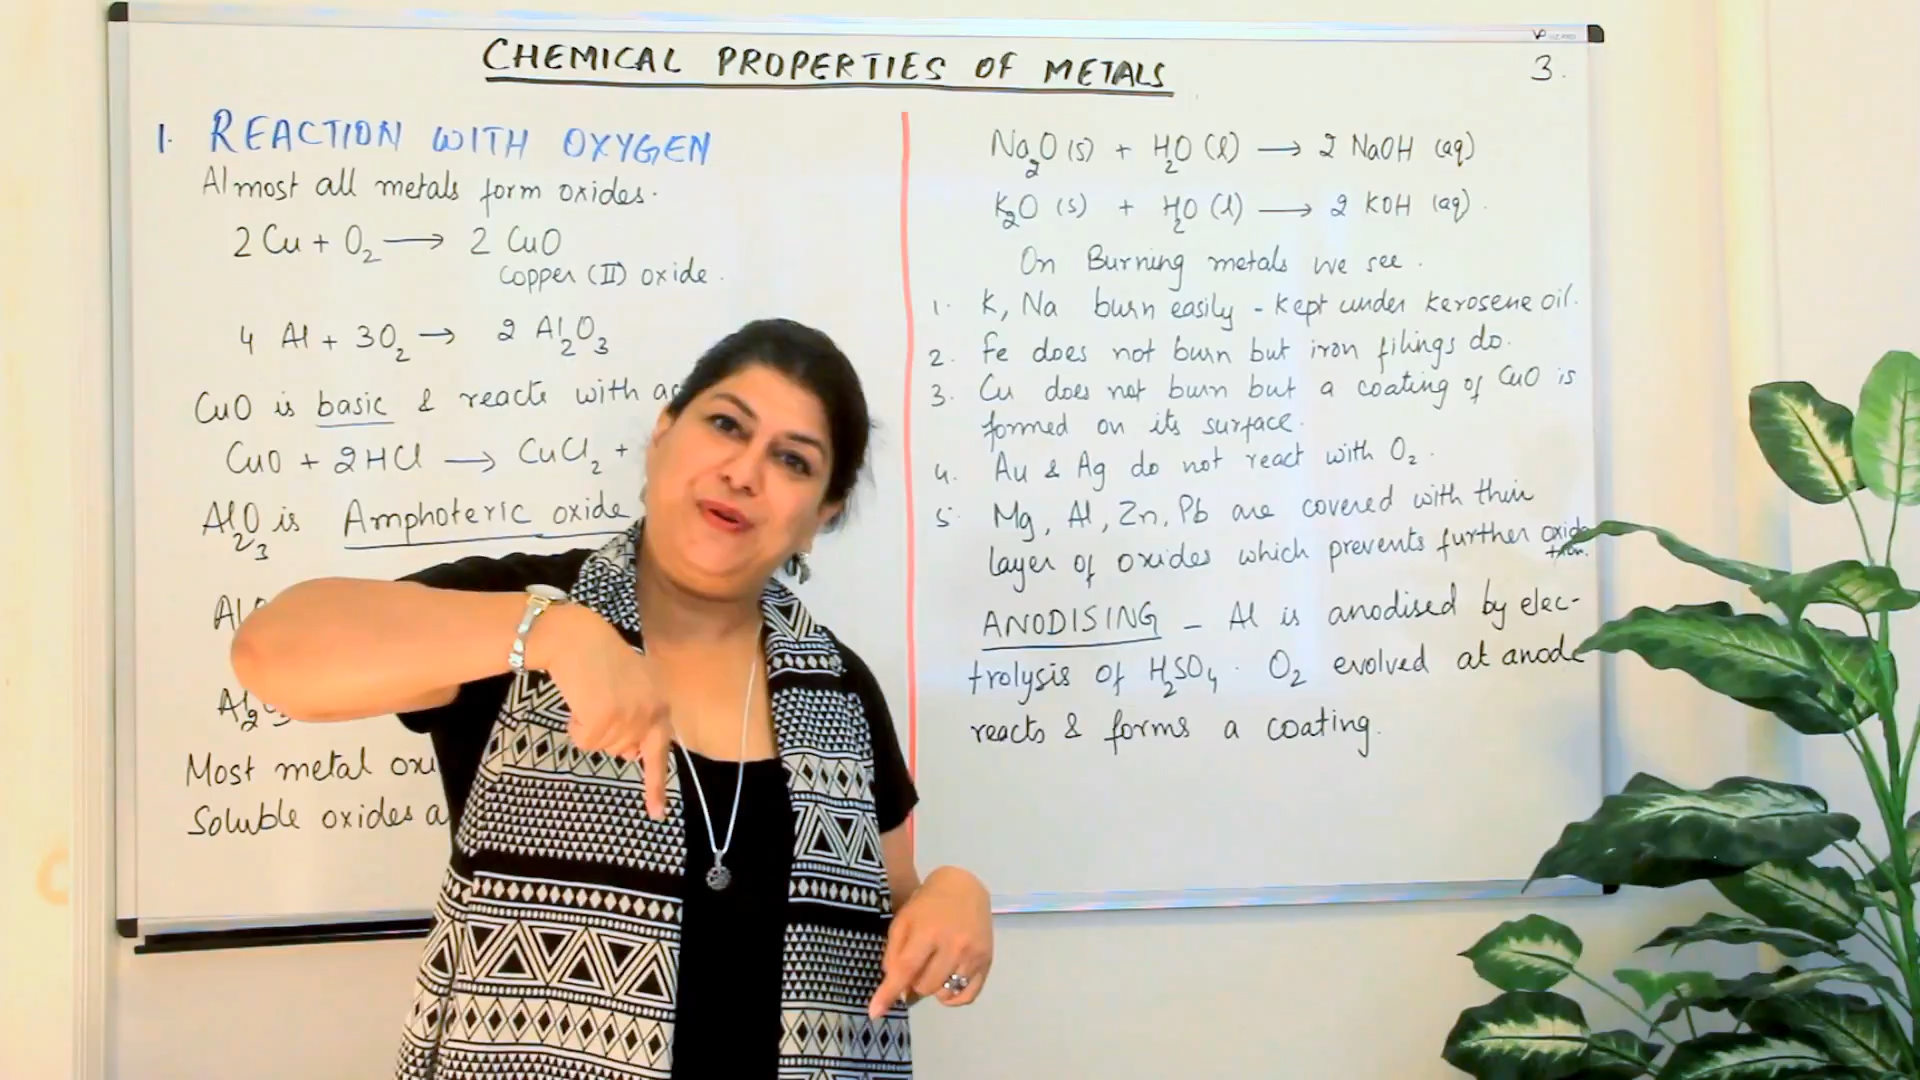 CHEMICAL PROPERTIES OF METALS
3.
1. REACTION WITH OXYGEN
Almost all metals form oxides.
2 Cu + O₂ ⟶ 2 CuO
Copper (II) oxide.
4 Al + 3O₂ → 2 Al₂O₃
CuO is basic & reacts with
CuO + 2HCl ⟶ CuCl₂ +
Al₂O₃ is Amphoteric oxide
Most metal
Soluble oxides
Na₂O (s) + H₂O (l) ⟶ 2 NaOH (aq)
K₂O (s) + H₂O (l) ⟶ 2 KOH (aq).
On Burning metals we see.
1. K, Na burn easily - Kept under kerosene oil.
2. Fe does not burn but iron filings do.
3. Cu does not burn but a coating of CuO is
formed on its surface.
4. Au & Ag do not react with O₂.
5. Mg, Al, Zn, Pb are covered with thin
layer of oxides which prevents further oxidation.
ANODISING - Al is anodised by elec-
trolysis of H₂SO₄. O₂ evolved at anode
reacts & forms a coating.